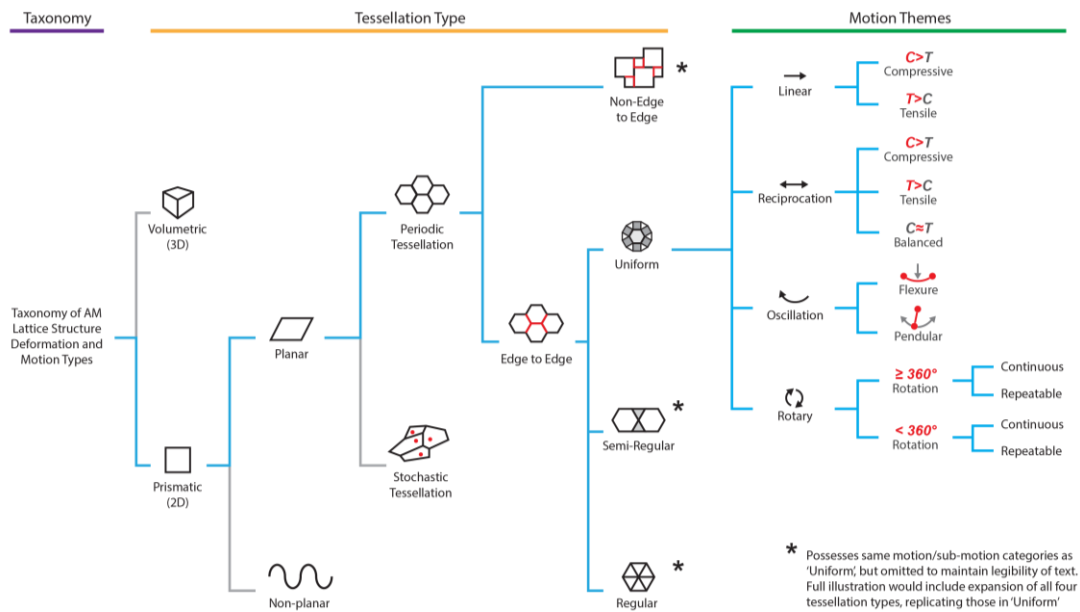 Taxonomy
Tessellation Type
Motion Themes
Taxonomy of AM
Lattice Structure
Deformation and
Motion Types
Volumetric
(3D)
Prismatic
(2D)
Planar
Non-planar
Periodic
Tessellation
Stochastic
Tessellation
*
Non-Edge
to Edge
Edge to Edge
Uniform
*
Semi-Regular
*
Regular
Linear
C>T
Compressive
T>C
Tensile
Reciprocation
C>T
Compressive
T>C
Tensile
C≈T
Balanced
Oscillation
Flexure
Pendular
Rotary
≥ 360°
Rotation
Continuous
Repeatable
< 360°
Rotation
Continuous
Repeatable
* Possesses same motion/sub-motion categories as
‘Uniform’, but omitted to maintain legibility of text.
Full illustration would include expansion of all four
tessellation types, replicating those in ‘Uniform’